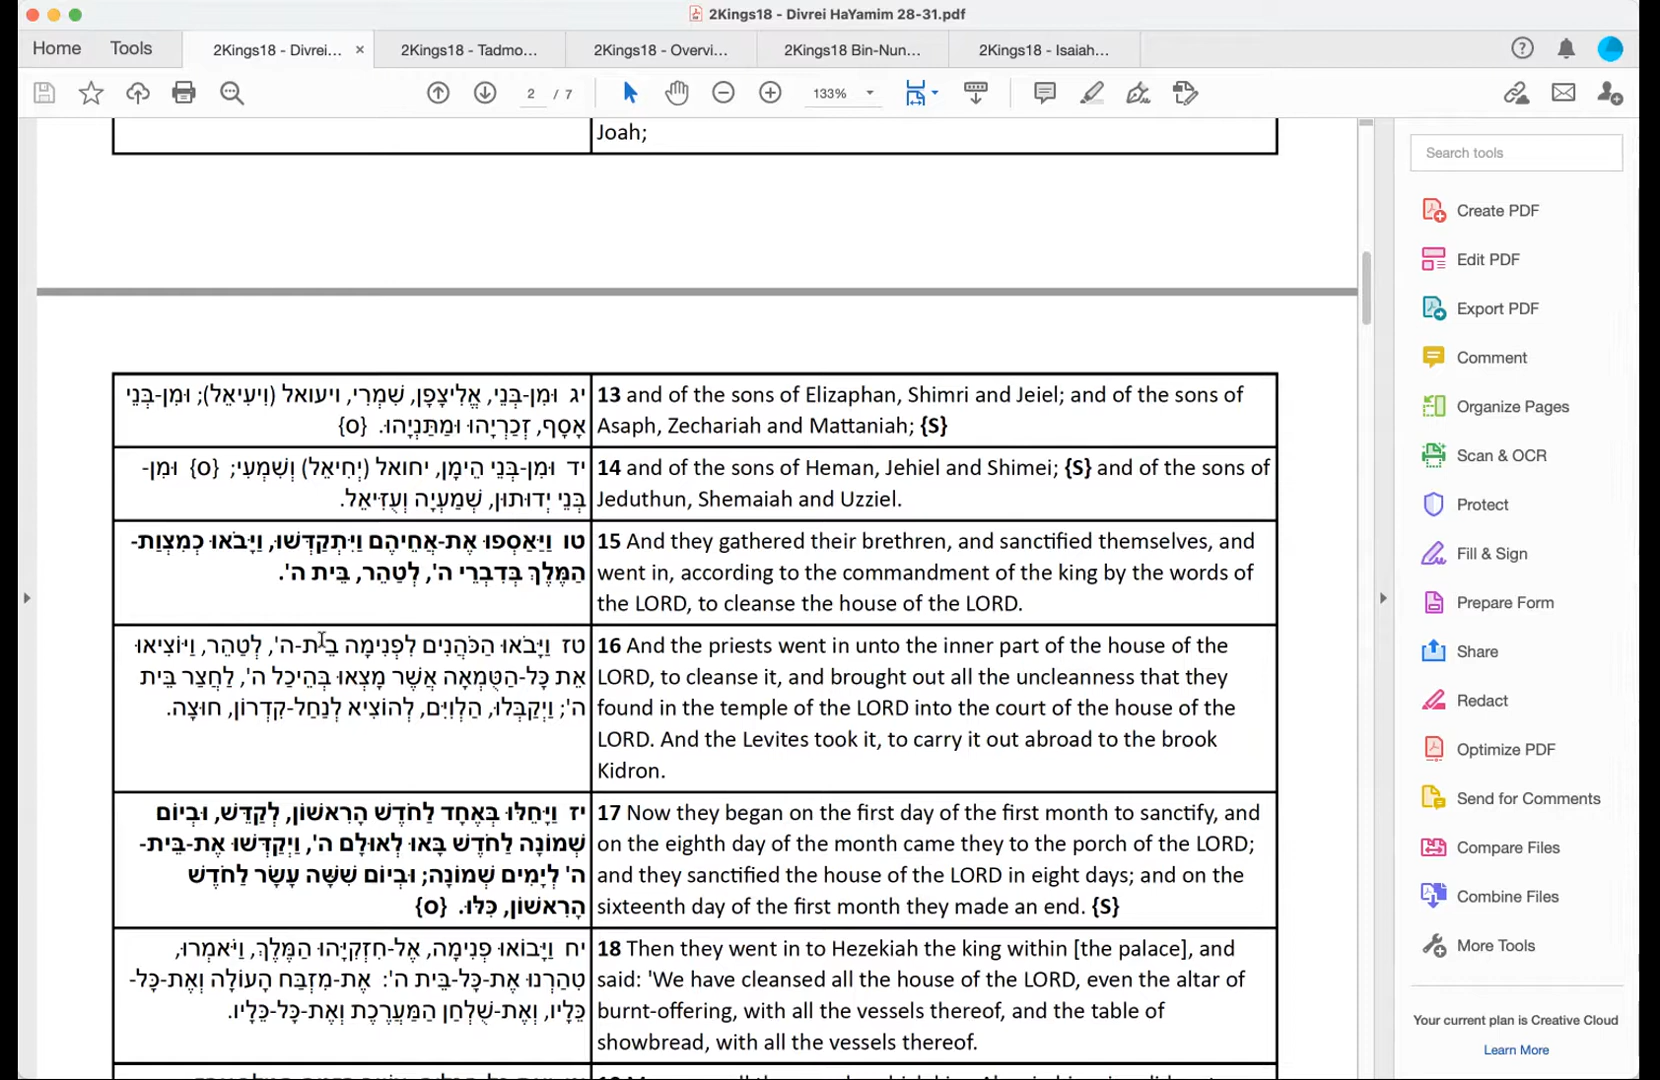 2Kings18 - Divrei HaYamim 28-31.pdf
Home
Tools
2Kings18 - Divrei...
2Kings18 - Tadmo...
2Kings18 - Overvi...
2Kings18 Bin-Nun...
2Kings18 - Isaiah...
2 / 7
133%
Joah;
יג וּמִן-בְּנֵי, אֱלִיצָפָן, שִׁמְרִי, ויעואל (וִיעִיאֵל); וּמִן-בְּנֵי
אָסָף, זְכַרְיָהוּ וּמַתַּנְיָהוּ. {ס}
13 and of the sons of Elizaphan, Shimri and Jeiel; and of the sons of
Asaph, Zechariah and Mattaniah; {S}
יד וּמִן-בְּנֵי הֵימָן, יחואל (יְחִיאֵל) וְשִׁמְעִי; {ס} וּמִן-
בְּנֵי יְדוּתוּן, שְׁמַעְיָה וְעֻזִּיאֵל.
14 and of the sons of Heman, Jehiel and Shimei; {S} and of the sons of
Jeduthun, Shemaiah and Uzziel.
טו וַיַּאַסְפוּ אֶת-אֲחֵיהֶם וַיִּתְקַדְּשׁוּ, וַיָּבֹאוּ כְמִצְוַת-
הַמֶּלֶךְ בְּדִבְרֵי ה', לְטַהֵר, בֵּית ה'.
15 And they gathered their brethren, and sanctified themselves, and
went in, according to the commandment of the king by the words of
the LORD, to cleanse the house of the LORD.
טז וַיָּבֹאוּ הַכֹּהֲנִים לִפְנִימָה בֵית-ה', לְטַהֵר, וַיּוֹצִיאוּ
אֵת כָּל-הַטֻּמְאָה אֲשֶׁר מָצְאוּ בְּהֵיכַל ה', לַחֲצַר בֵּית
ה'; וַיְקַבְּלוּ, הַלְוִיִּם, לְהוֹצִיא לְנַחַל-קִדְרוֹן, חוּצָה.
16 And the priests went in unto the inner part of the house of the
LORD, to cleanse it, and brought out all the uncleanness that they
found in the temple of the LORD into the court of the house of the
LORD. And the Levites took it, to carry it out abroad to the brook
Kidron.
יז וַיָּחֵלּוּ בְּאֶחָד לַחֹדֶשׁ הָרִאשׁוֹן, לְקַדֵּשׁ, וּבְיוֹם
שְׁמוֹנָה לַחֹדֶשׁ בָּאוּ לְאוּלָם ה', וַיְקַדְּשׁוּ אֶת-בֵּית-
ה' לְיָמִים שְׁמוֹנָה; וּבְיוֹם שִׁשָּׁה עָשָׂר לַחֹדֶשׁ
הָרִאשׁוֹן, כִּלּוּ. {ס}
17 Now they began on the first day of the first month to sanctify, and
on the eighth day of the month came they to the porch of the LORD;
and they sanctified the house of the LORD in eight days; and on the
sixteenth day of the first month they made an end. {S}
יח וַיָּבוֹאוּ פְנִימָה, אֶל-חִזְקִיָּהוּ הַמֶּלֶךְ, וַיֹּאמְרוּ,
טִהַרְנוּ אֶת-כָּל-בֵּית ה': אֶת-מִזְבַּח הָעוֹלָה וְאֶת-כָּל-
כֵּלָיו, וְאֶת-שֻׁלְחַן הַמַּעֲרֶכֶת וְאֶת-כָּל-כֵּלָיו.
18 Then they went in to Hezekiah the king within [the palace], and
said: 'We have cleansed all the house of the LORD, even the altar of
burnt-offering, with all the vessels thereof, and the table of
showbread, with all the vessels thereof.
Search tools
Create PDF
Edit PDF
Export PDF
Comment
Organize Pages
Scan & OCR
Protect
Fill & Sign
Prepare Form
Share
Redact
Optimize PDF
Send for Comments
Compare Files
Combine Files
More Tools
Your current plan is Creative Cloud
Learn More